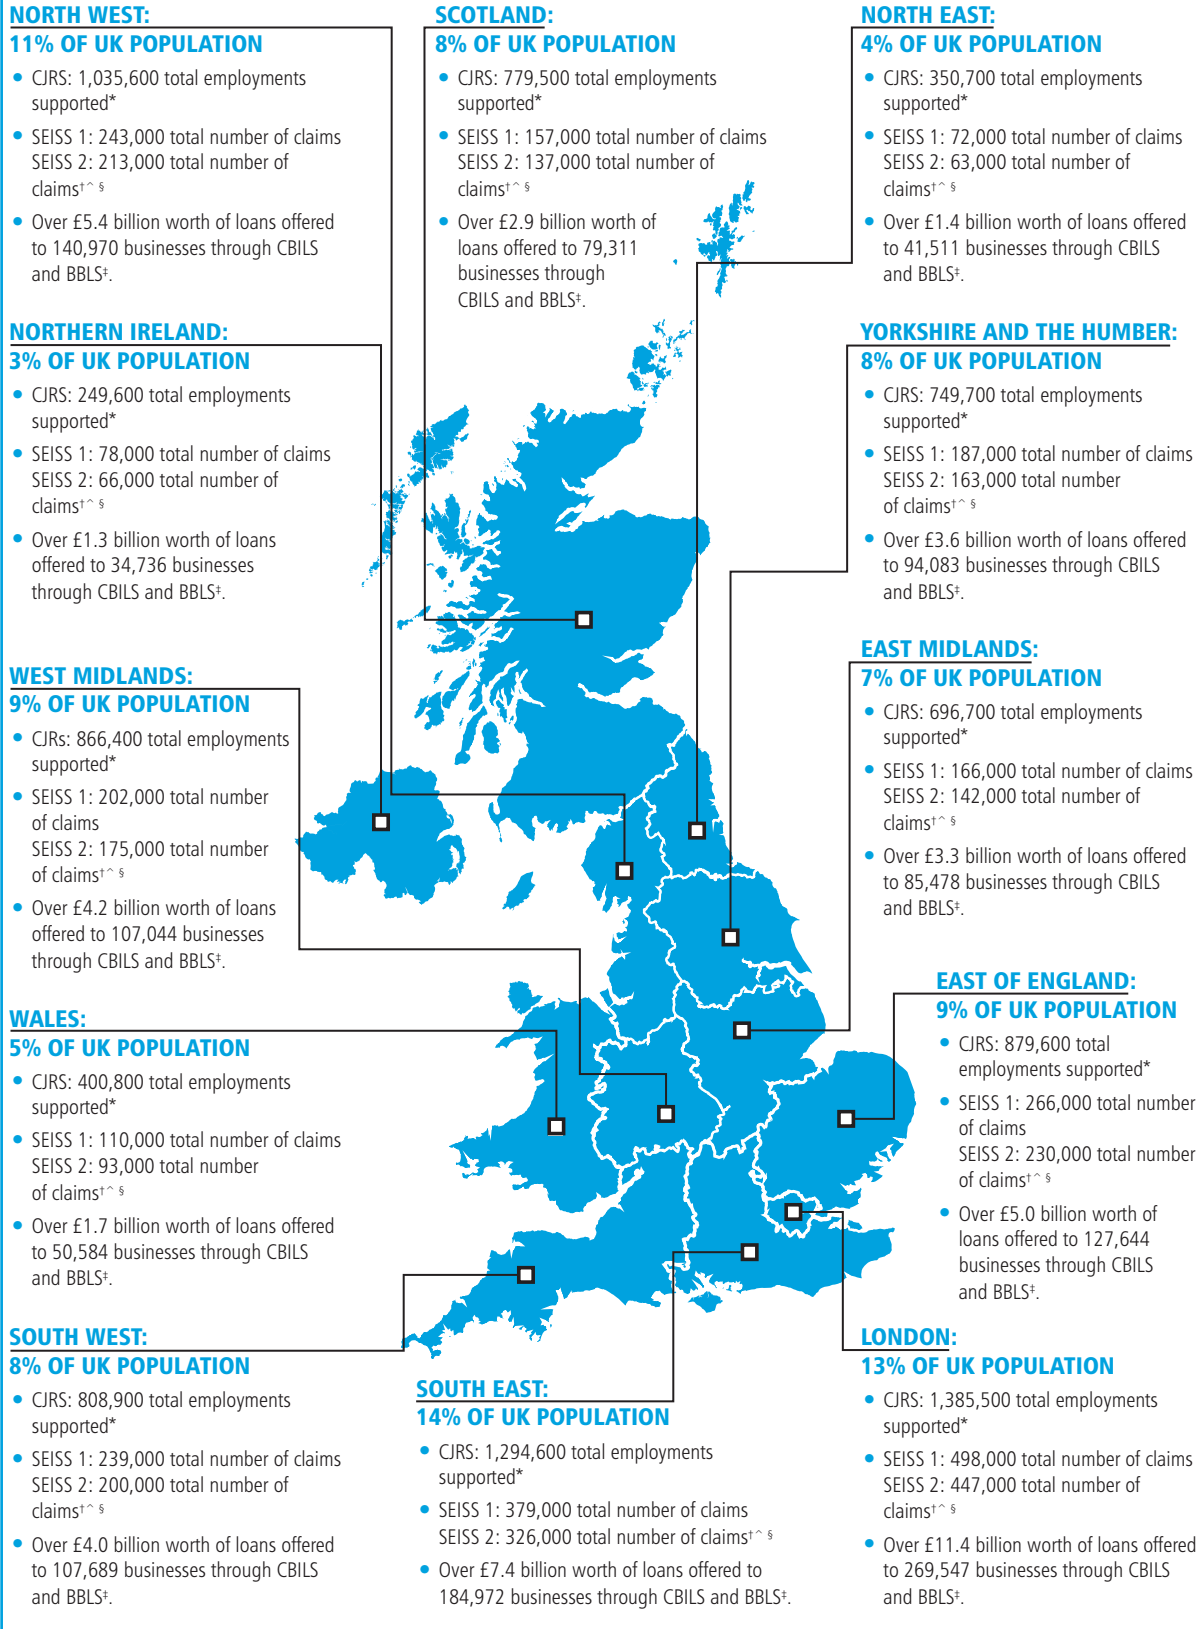 NORTH WEST:
11% OF UK POPULATION
• CJRS: 1,035,600 total employments
supported*
• SEISS 1: 243,000 total number of claims
SEISS 2: 213,000 total number of
claims†^ §
• Over £5.4 billion worth of loans offered
to 140,970 businesses through CBILS
and BBLS‡.
SCOTLAND:
8% OF UK POPULATION
• CJRS: 779,500 total employments
supported*
• SEISS 1: 157,000 total number of claims
SEISS 2: 137,000 total number of
claims†^ §
• Over £2.9 billion worth of
loans offered to 79,311
businesses through
CBILS and BBLS‡.
NORTH EAST:
4% OF UK POPULATION
• CJRS: 350,700 total employments
supported*
• SEISS 1: 72,000 total number of claims
SEISS 2: 63,000 total number of
claims†^ §
• Over £1.4 billion worth of loans offered
to 41,511 businesses through CBILS
and BBLS‡.
NORTHERN IRELAND:
3% OF UK POPULATION
• CJRS: 249,600 total employments
supported*
• SEISS 1: 78,000 total number of claims
SEISS 2: 66,000 total number of
claims†^ §
• Over £1.3 billion worth of loans
offered to 34,736 businesses
through CBILS and BBLS‡.
YORKSHIRE AND THE HUMBER:
8% OF UK POPULATION
• CJRS: 749,700 total employments
supported*
• SEISS 1: 187,000 total number of claims
SEISS 2: 163,000 total number
of claims†^ §
• Over £3.6 billion worth of loans offered
to 94,083 businesses through CBILS
and BBLS‡.
WEST MIDLANDS:
9% OF UK POPULATION
• CJRs: 866,400 total employments
supported*
• SEISS 1: 202,000 total number
of claims
SEISS 2: 175,000 total number
of claims†^ §
• Over £4.2 billion worth of loans
offered to 107,044 businesses
through CBILS and BBLS‡.
EAST MIDLANDS:
7% OF UK POPULATION
• CJRS: 696,700 total employments
supported*
• SEISS 1: 166,000 total number of claims
SEISS 2: 142,000 total number of
claims†^ §
• Over £3.3 billion worth of loans offered
to 85,478 businesses through CBILS
and BBLS‡.
WALES:
5% OF UK POPULATION
• CJRS: 400,800 total employments
supported*
• SEISS 1: 110,000 total number of claims
SEISS 2: 93,000 total number
of claims†^ §
• Over £1.7 billion worth of loans offered
to 50,584 businesses through CBILS
and BBLS‡.
EAST OF ENGLAND:
9% OF UK POPULATION
• CJRS: 879,600 total
employments supported*
• SEISS 1: 266,000 total number
of claims
SEISS 2: 230,000 total number
of claims†^ §
• Over £5.0 billion worth of
loans offered to 127,644
businesses through CBILS
and BBLS‡.
SOUTH WEST:
8% OF UK POPULATION
• CJRS: 808,900 total employments
supported*
• SEISS 1: 239,000 total number of claims
SEISS 2: 200,000 total number of
claims†^ §
• Over £4.0 billion worth of loans offered
to 107,689 businesses through CBILS
and BBLS‡.
SOUTH EAST:
14% OF UK POPULATION
• CJRS: 1,294,600 total employments
supported*
• SEISS 1: 379,000 total number of claims
SEISS 2: 326,000 total number of claims†^ §
• Over £7.4 billion worth of loans offered to
184,972 businesses through CBILS and BBLS‡.
LONDON:
13% OF UK POPULATION
• CJRS: 1,385,500 total employments
supported*
• SEISS 1: 498,000 total number of claims
SEISS 2: 447,000 total number of
claims†^ §
• Over £11.4 billion worth of loans offered
to 269,547 businesses through CBILS
and BBLS‡.